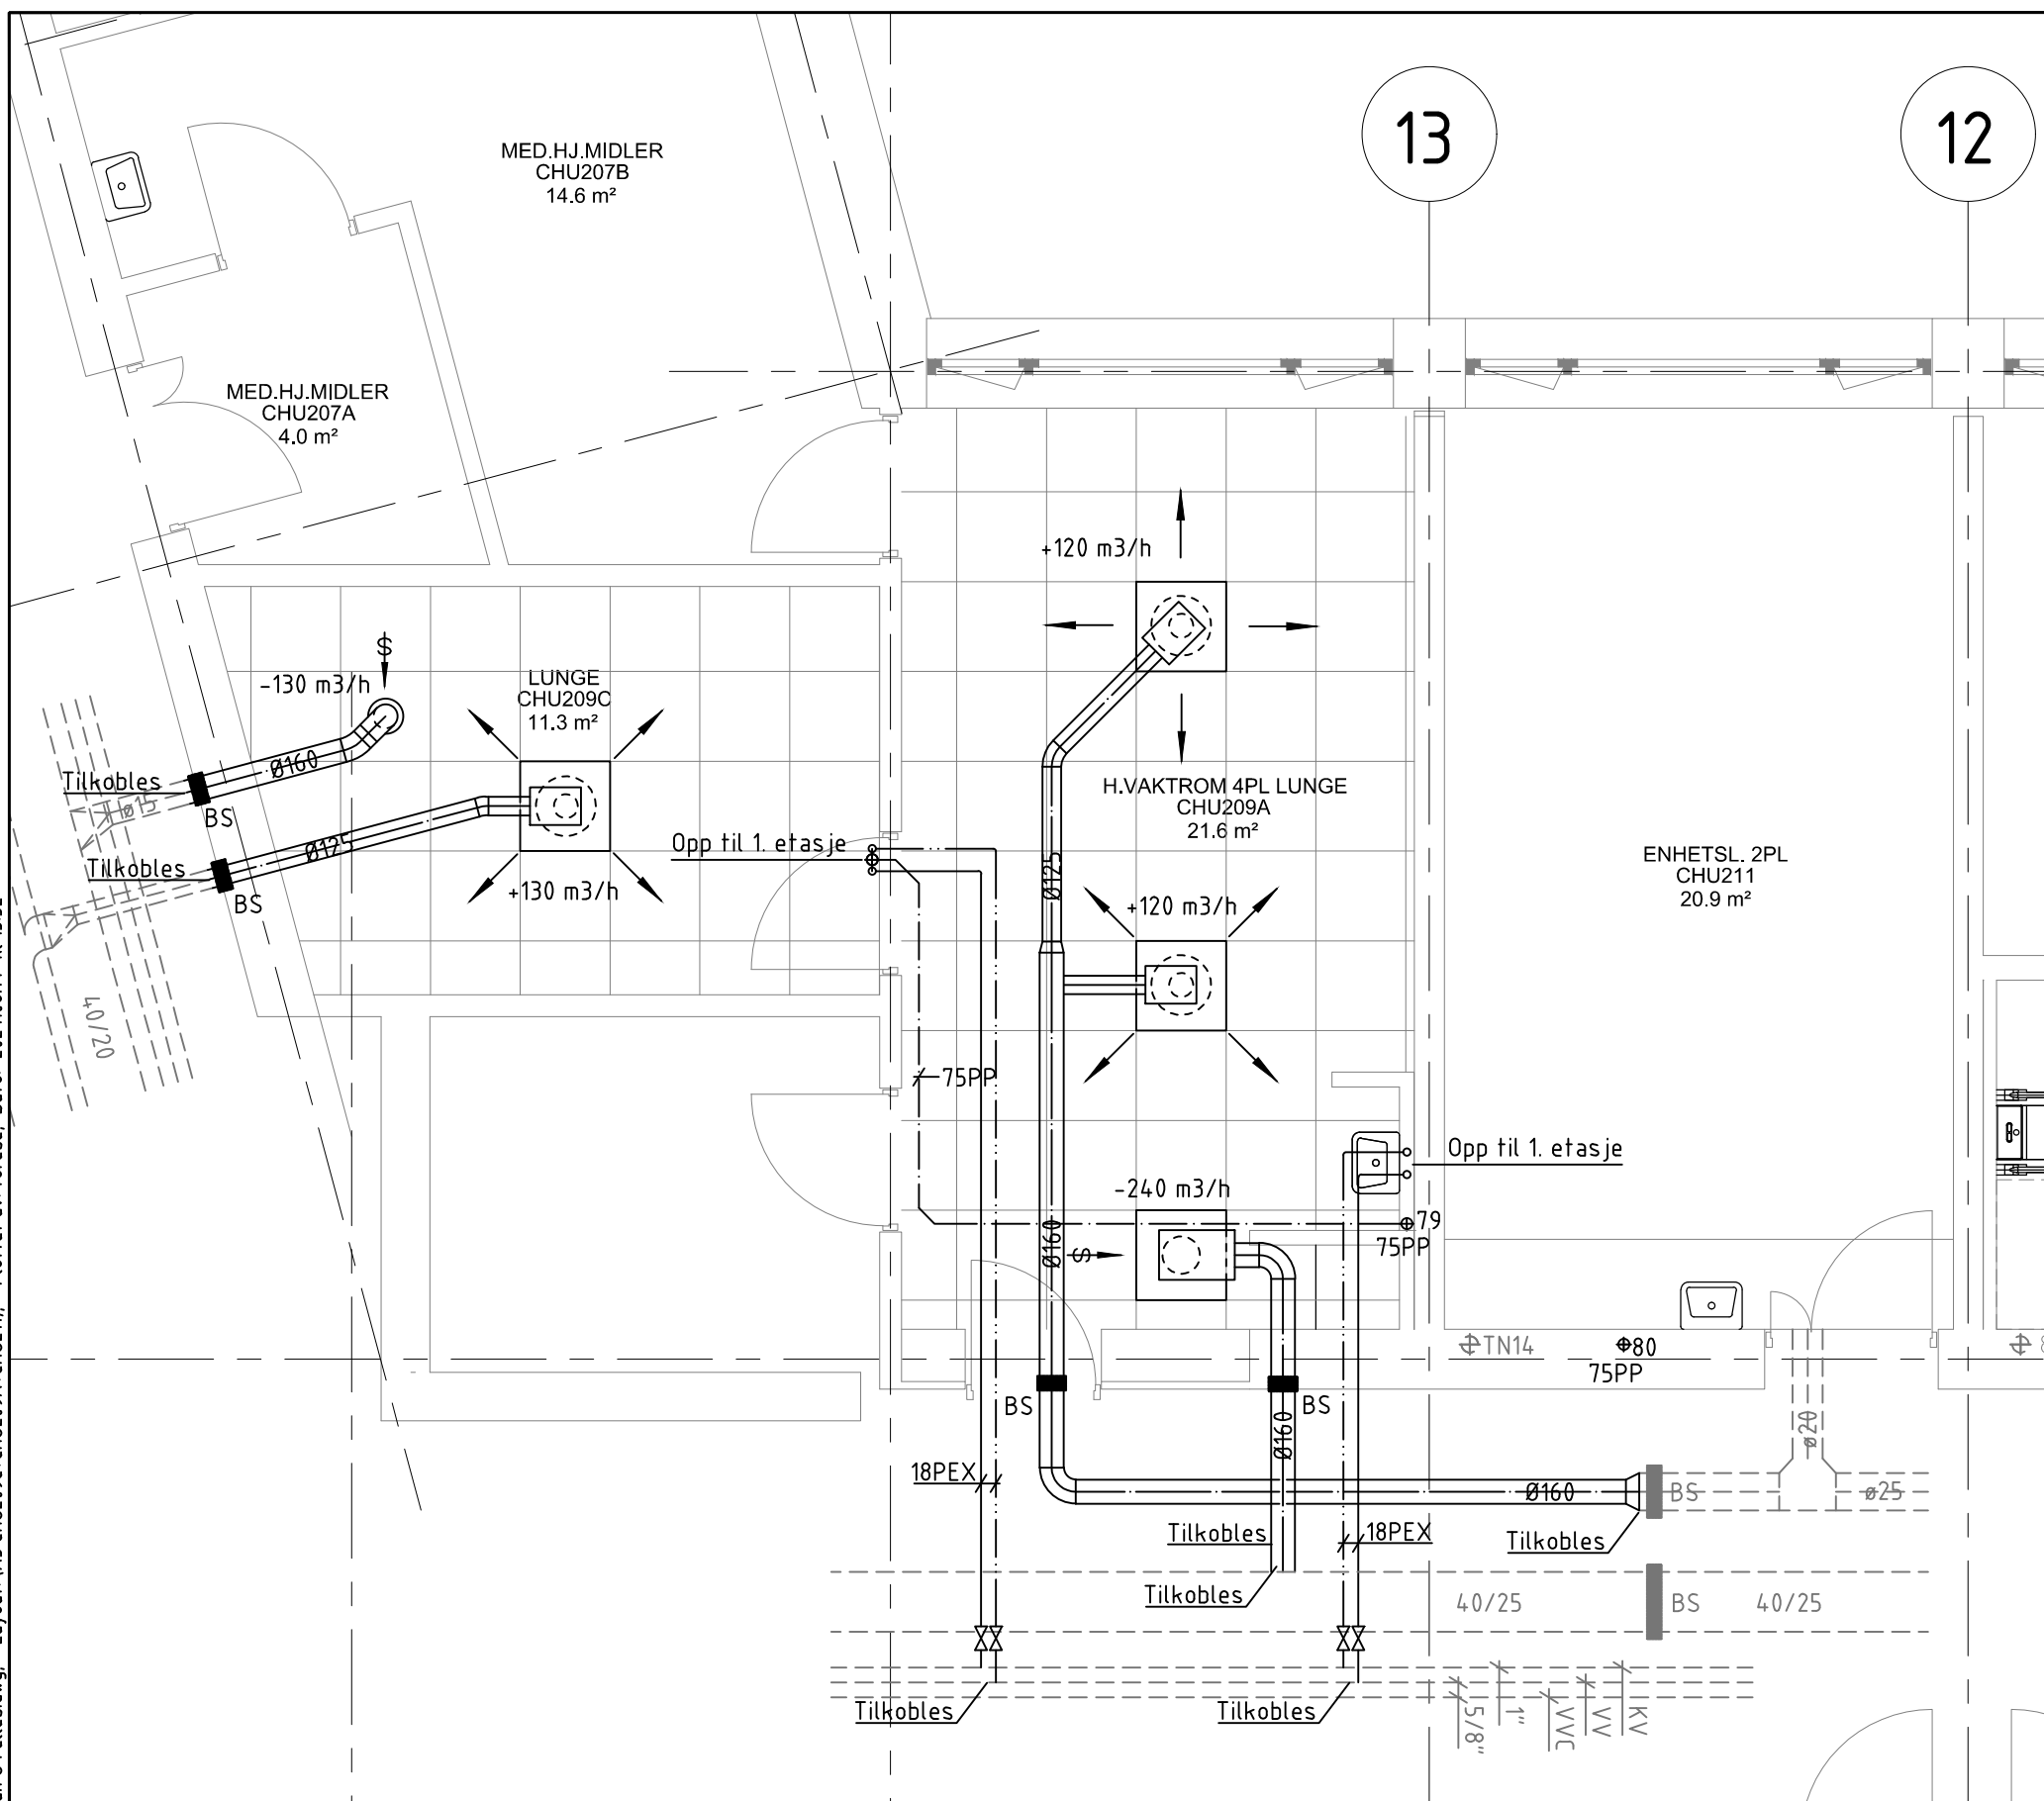 13
12
MED.HJ.MIDLER
CHU207B
14.6 m²
MED.HJ.MIDLER
CHU207A
4.0 m²
+120 m3/h
-130 m3/h
LUNGE
CHU209C
11.3 m²
Ø160
Tilkobles
ø15
BS
Ø125
Tilkobles
BS
+130 m3/h
40/20
H.VAKTROM 4PL LUNGE
CHU209A
21.6 m²
Opp til 1. etasje
Ø125
+120 m3/h
ENHETSL. 2PL
CHU211
20.9 m²
75PP
Opp til 1. etasje
-240 m3/h
79
75PP
Ø160
TN14
80
75PP
8
BS
BS
Ø160
ø20
18PEX
Ø160
BS
ø25
Tilkobles
18PEX
Tilkobles
Tilkobles
40/25
BS
40/25
Tilkobles
Tilkobles
5/8"
1"
VVC
VV
KV